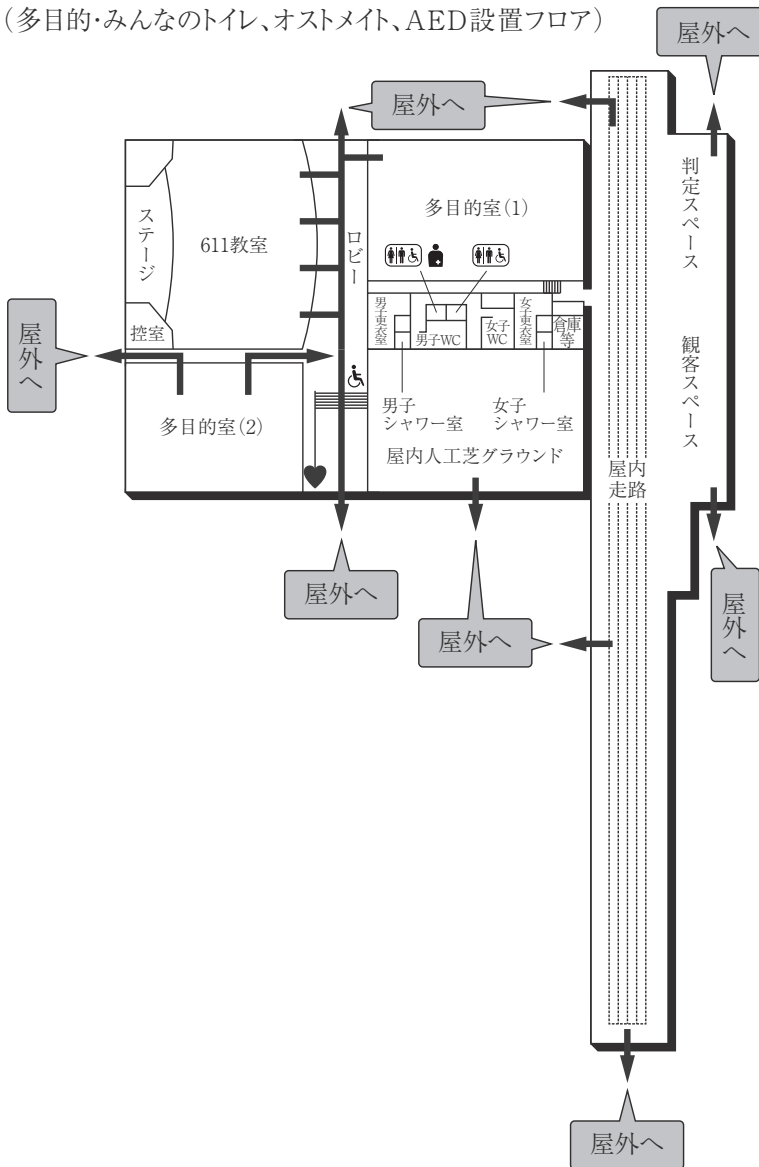 (多目的・みんなのトイレ、オストメイト、AED設置フロア)
屋外へ
屋外へ
判定スペース
多目的室(1)
ステージ
611教室
ロビー
控室
男子更衣室
男子WC
女子WC
女子更衣室
倉庫等
観客スペース
屋外へ
多目的室(2)
男子
シャワー室
女子
シャワー室
屋内人工芝グラウンド
屋内
走路
屋外へ
屋外へ
屋外へ
屋外へ